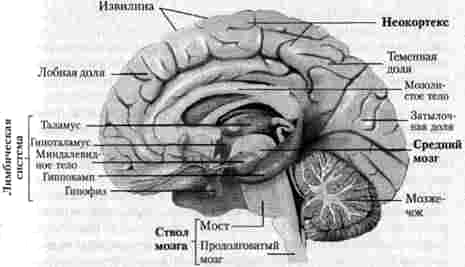 Извилина
Неокортекс
Теменная
доля
Лобная доля
Мозоли-
стое тело
Затылоч-
ная доля
Таламус
Гипоталамус
Миндалевид-
ное тело
Гиппокамп
Гипофиз
Лимбическая
система
Средний
мозг
Мозже-
чок
Ствол
мозга
Мост
Продолговатый
мозг